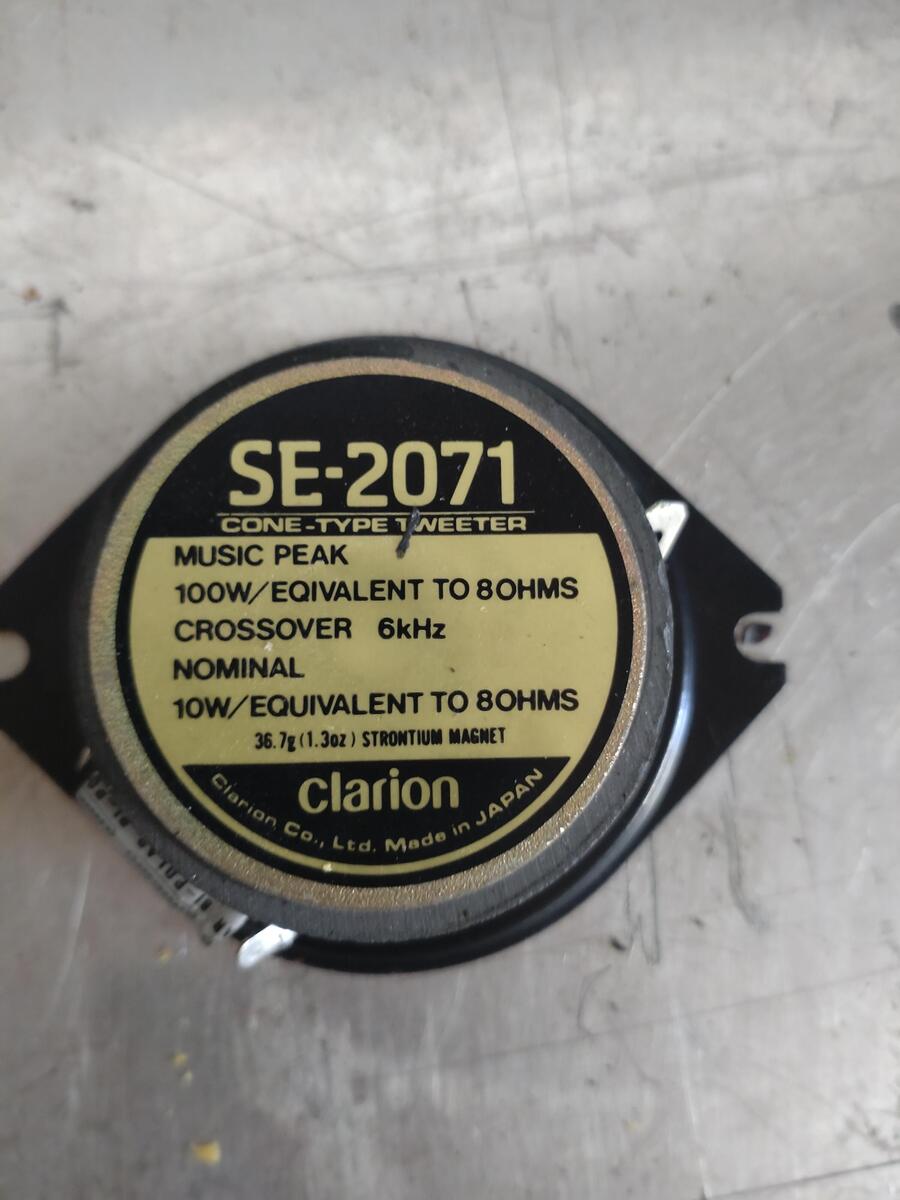 SE-2071
CONE-TYPE TWEETER
MUSIC PEAK
100W/EQIVALENT TO 8OHMS
CROSSOVER 6kHz
NOMINAL
10W/EQUIVALENT TO 8OHMS
36.7g (1.3oz) STRONTIUM MAGNET
clarion
Clarion Co., Ltd. Made in JAPAN